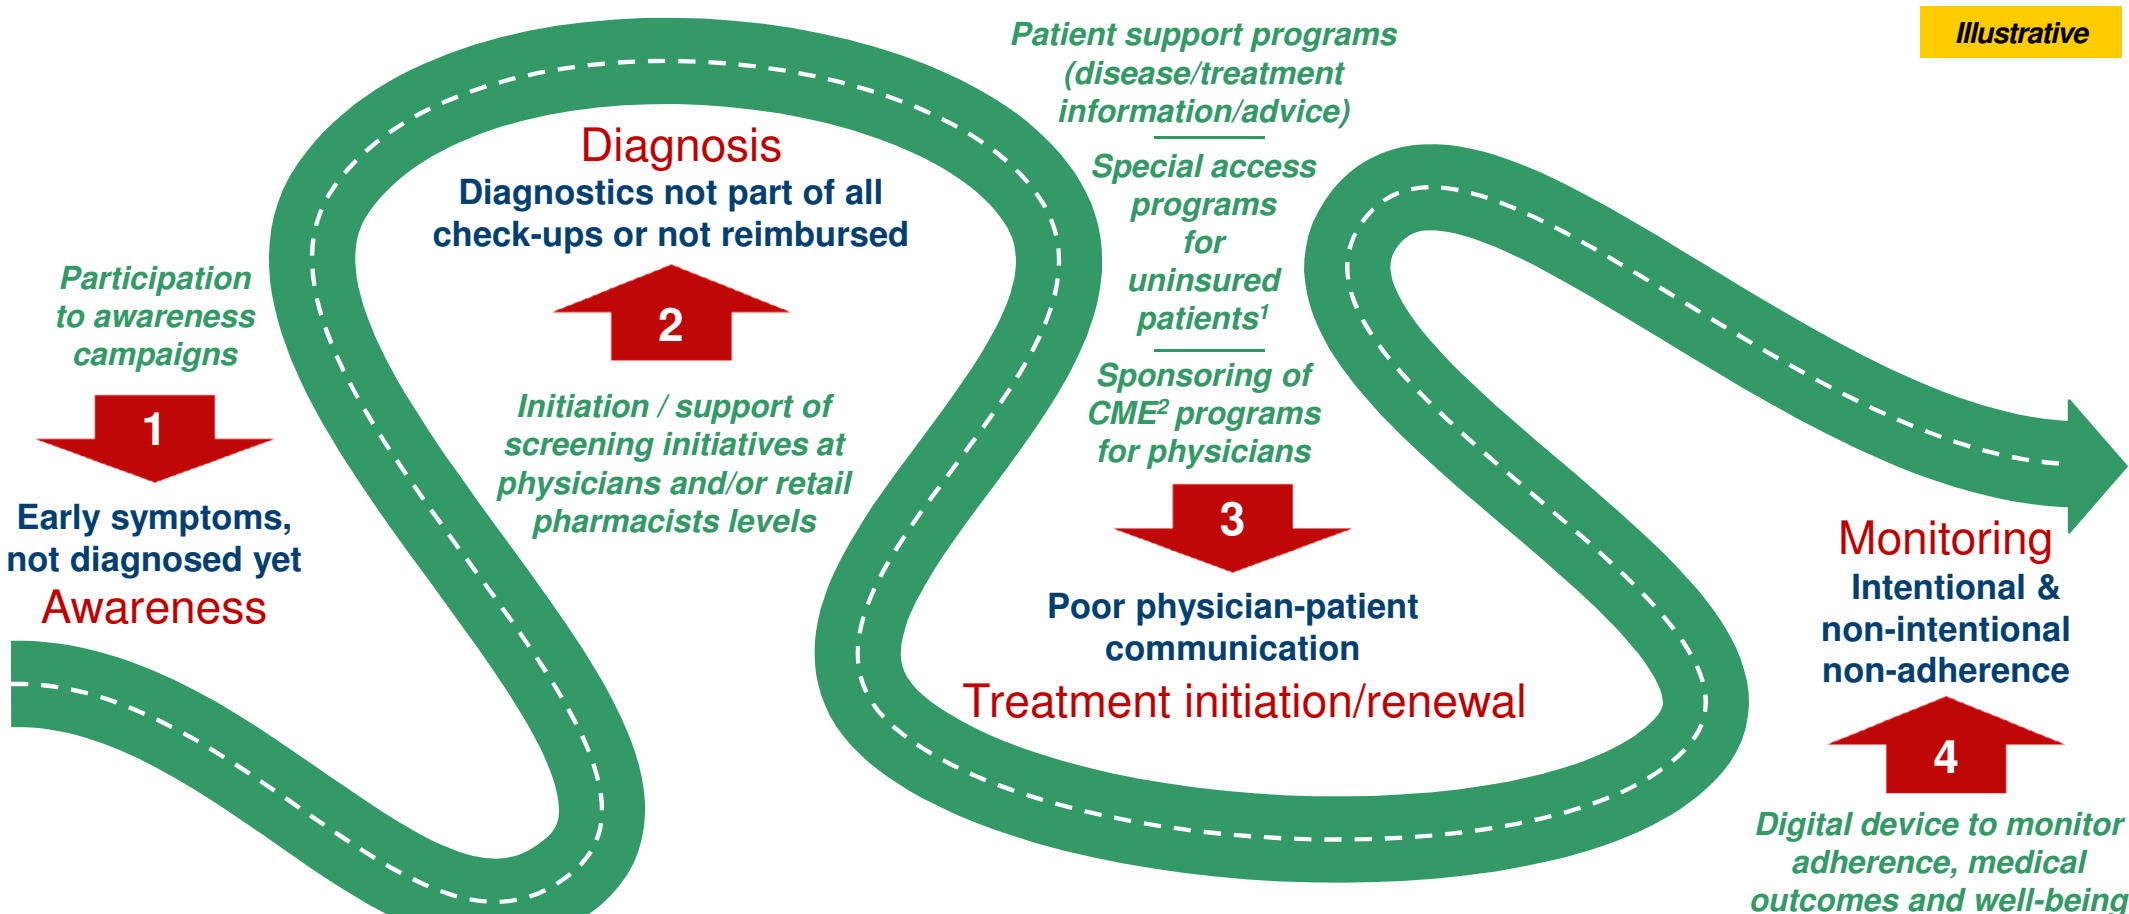 Illustrative
Participation
to awareness
campaigns
1
Early symptoms,
not diagnosed yet
Awareness
Diagnosis
Diagnostics not part of all
check-ups or not reimbursed
2
Initiation / support of
screening initiatives at
physicians and/or retail
pharmacists levels
Patient support programs
(disease/treatment
information/advice)
Special access
programs
for
uninsured
patients¹
Sponsoring of
CME² programs
for physicians
3
Poor physician-patient
communication
Treatment initiation/renewal
Monitoring
Intentional &
non-intentional
non-adherence
4
Digital device to monitor
adherence, medical
outcomes and well-being